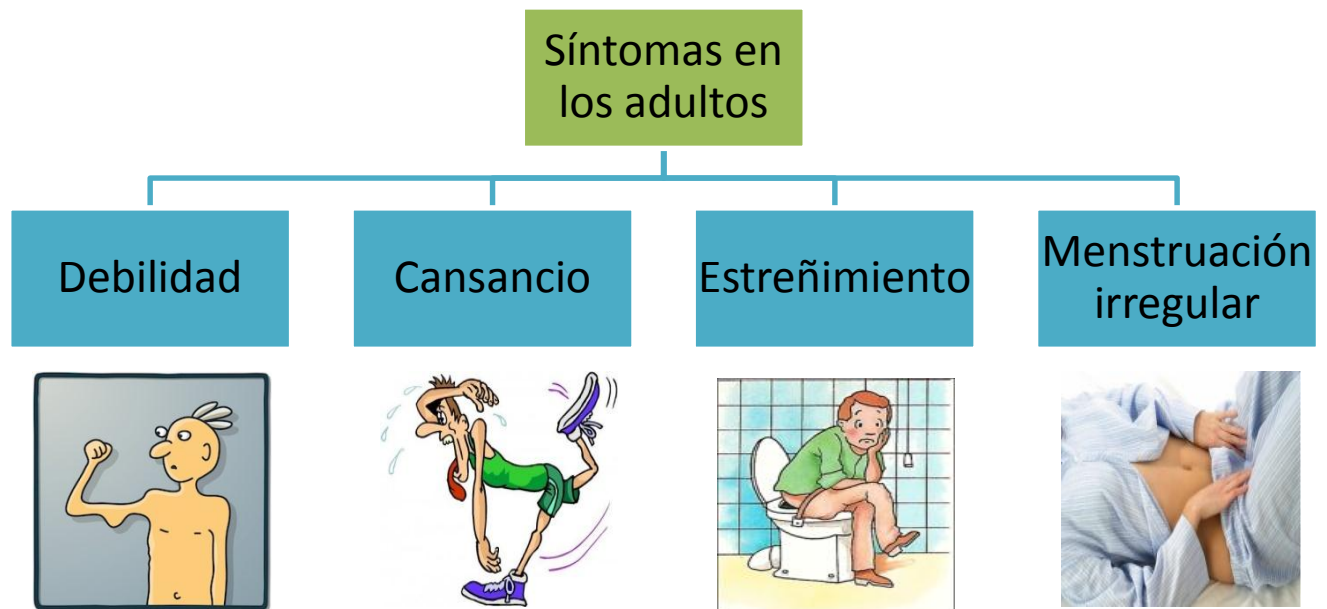 Síntomas en
los adultos
Debilidad
Cansancio
Estreñimiento
Menstruación
irregular